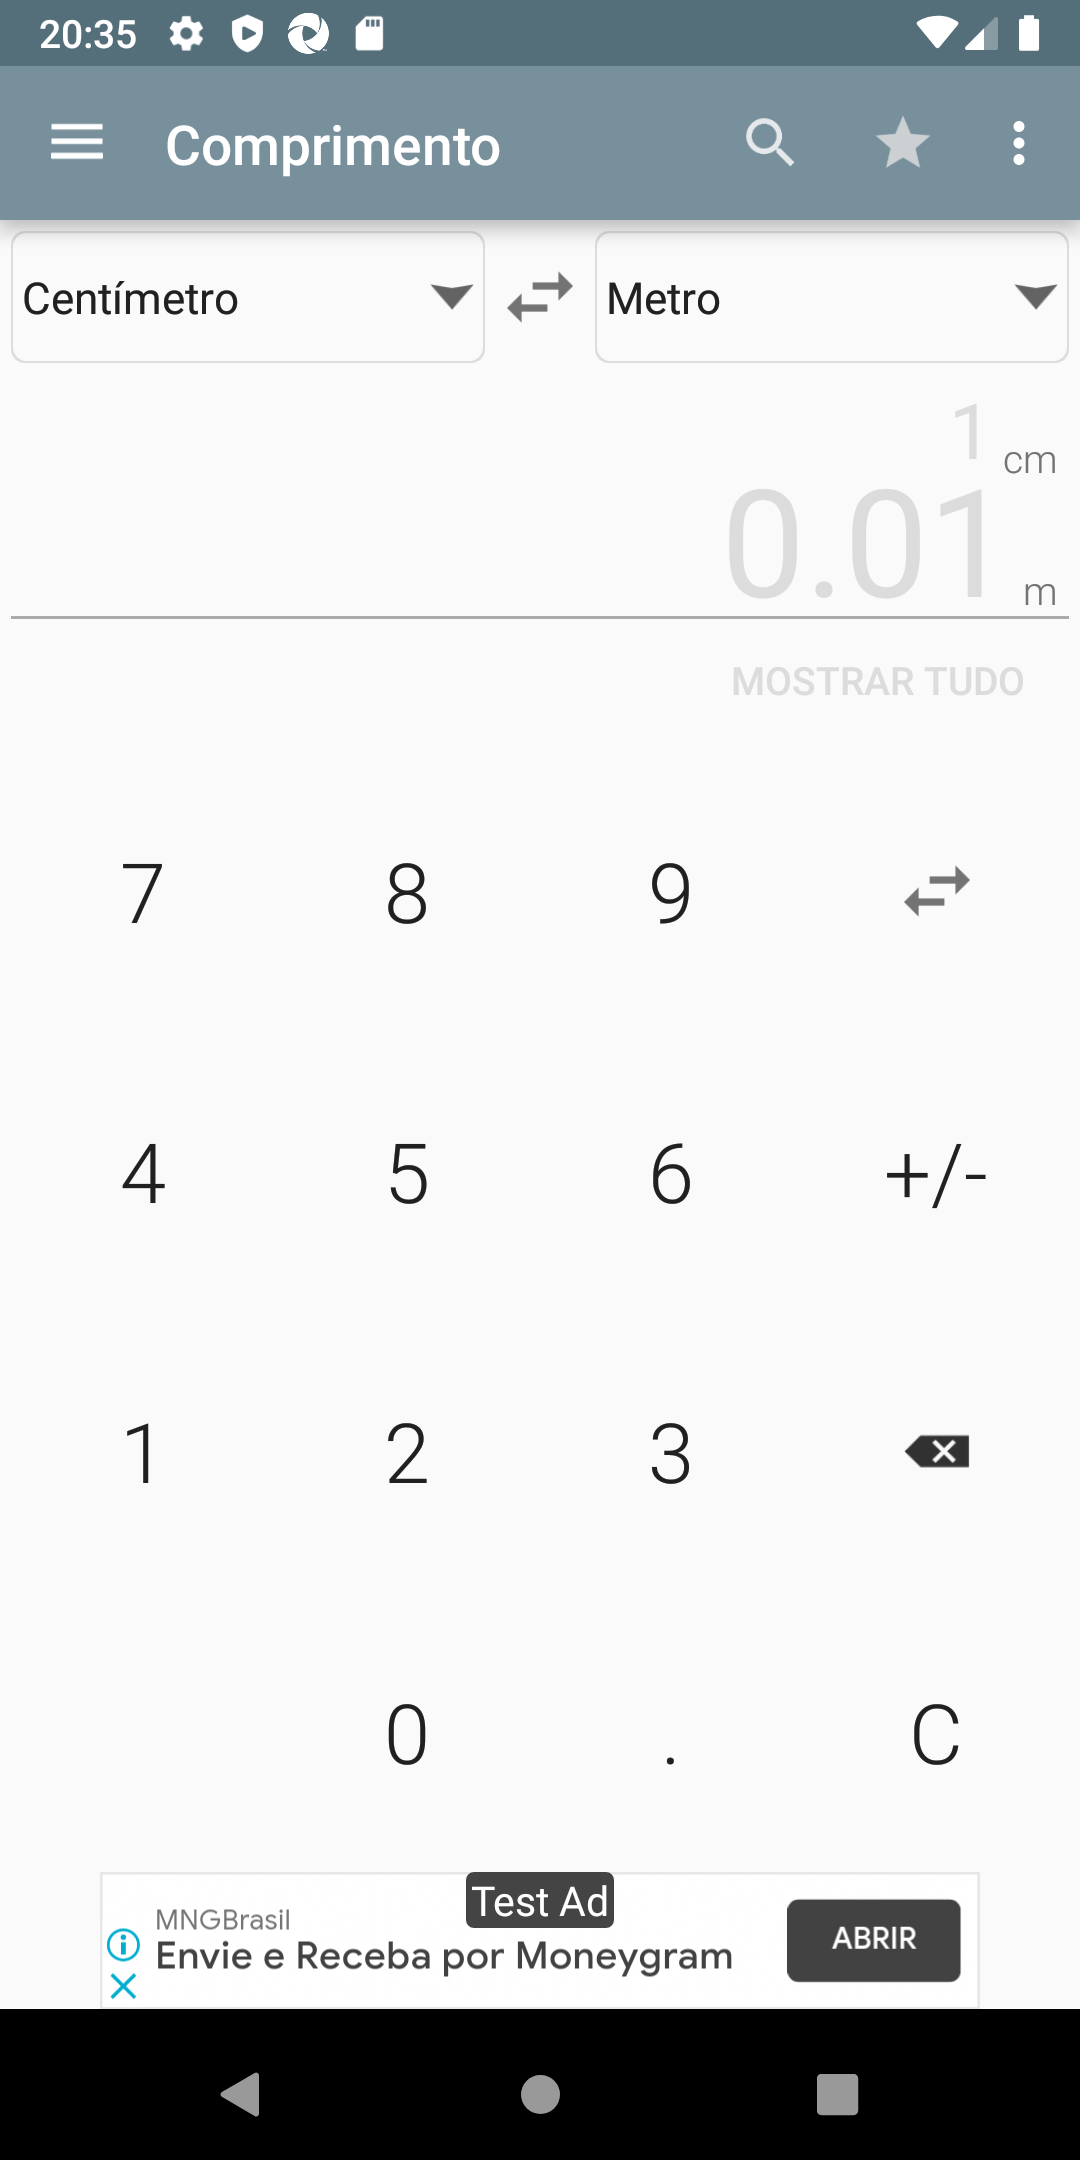 20:35
Comprimento
Centímetro
Metro
1 cm
0.01 m
MOSTRAR TUDO
7 8 9
4 5 6 +/-
1 2 3
0 . C
Test Ad
MNGBrasil
Envie e Receba por Moneygram
ABRIR